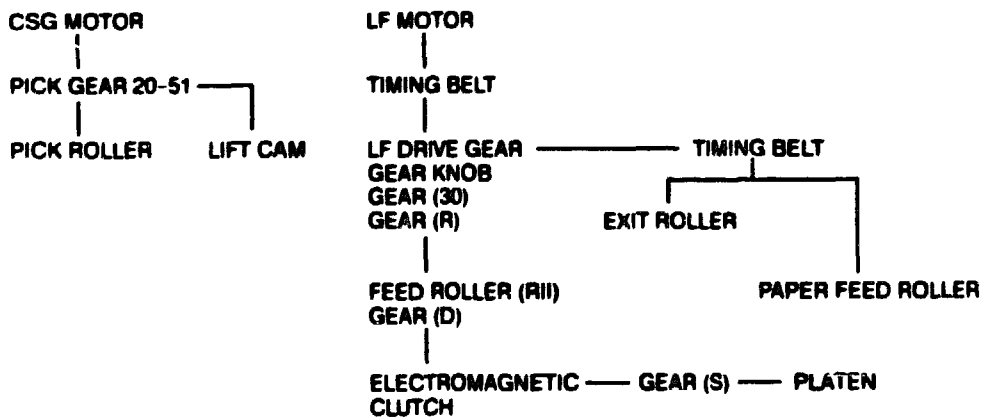 CSG MOTOR
PICK GEAR 20-51
PICK ROLLER
LIFT CAM
LF MOTOR
TIMING BELT
LF DRIVE GEAR
GEAR KNOB
GEAR (30)
GEAR (R)
TIMING BELT
EXIT ROLLER
PAPER FEED ROLLER
FEED ROLLER (RII)
GEAR (D)
ELECTROMAGNETIC
CLUTCH
GEAR (S)
PLATEN